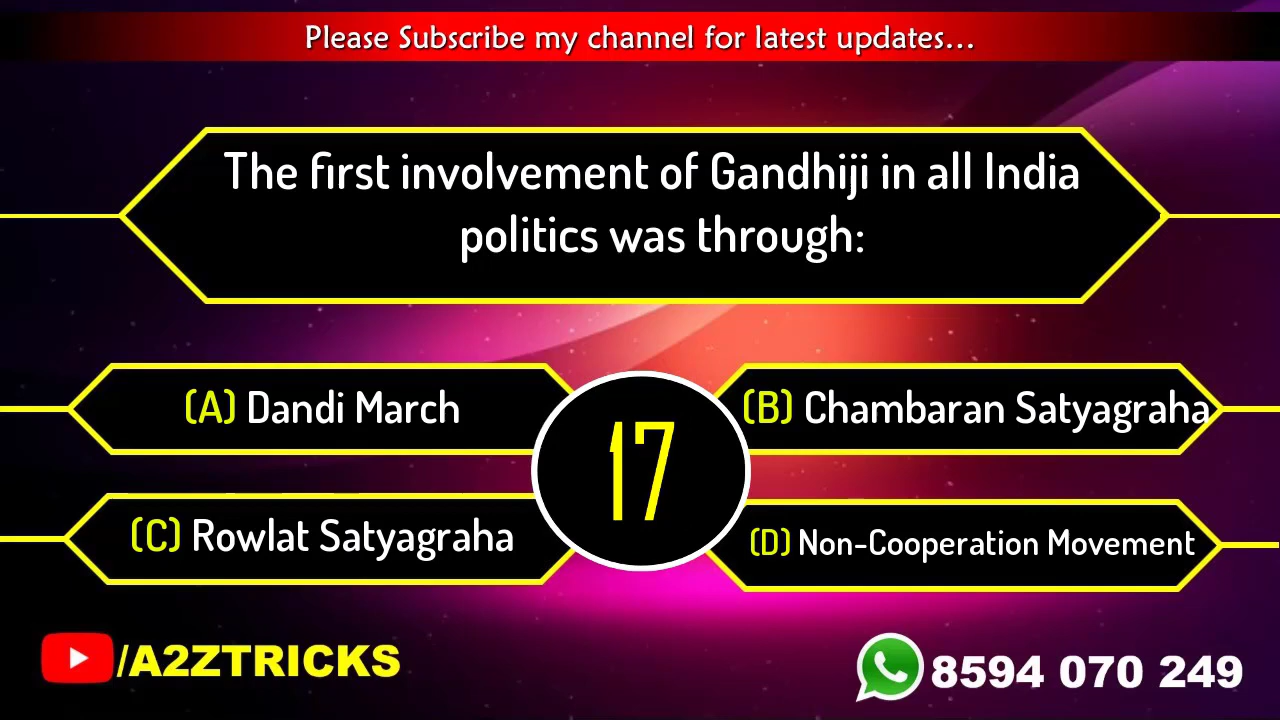 Please Subscribe my channel for latest updates...
The first involvement of Gandhiji in all India
politics was through:
(A) Dandi March
(B) Chambaran Satyagraha
17
(C) Rowlat Satyagraha
(D) Non-Cooperation Movement
/A2ZTRICKS
8594 070 249